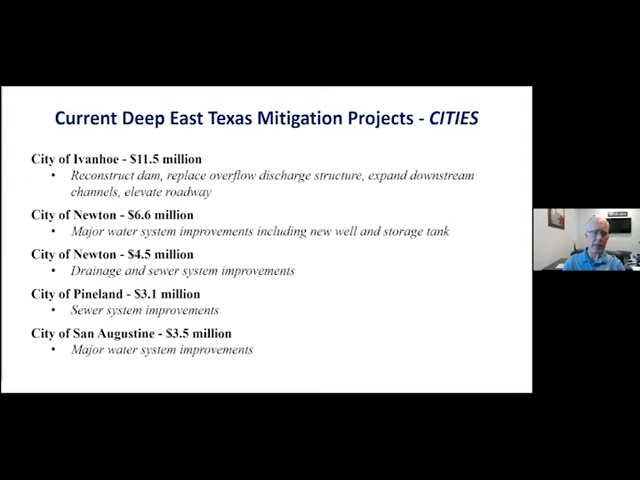 Current Deep East Texas Mitigation Projects - CITIES
City of Ivanhoe - $11.5 million
• Reconstruct dam, replace overflow discharge structure, expand downstream
channels, elevate roadway
City of Newton - $6.6 million
• Major water system improvements including new well and storage tank
City of Newton - $4.5 million
• Drainage and sewer system improvements
City of Pineland - $3.1 million
• Sewer system improvements
City of San Augustine - $3.5 million
• Major water system improvements